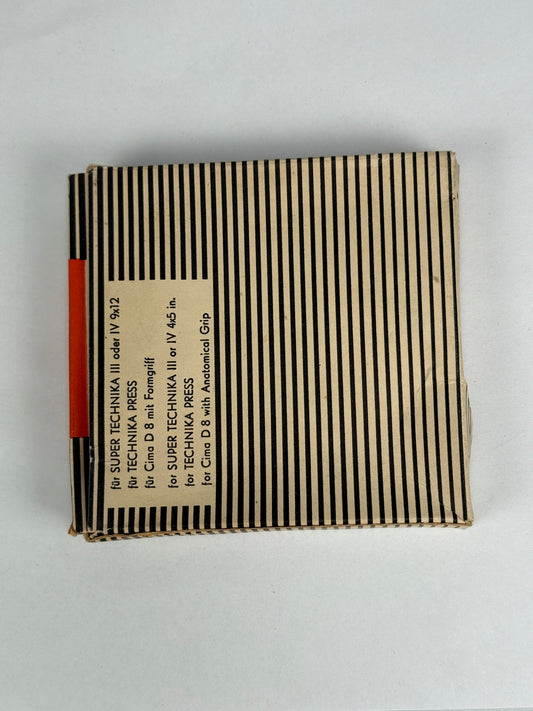 für SUPER TECHNIKA III oder IV 9x12
für TECHNIKA PRESS
für Cima D 8 mit Formgriff
for SUPER TECHNIKA III or IV 4x5 in.
for TECHNIKA PRESS
for Cima D 8 with Anatomical Grip